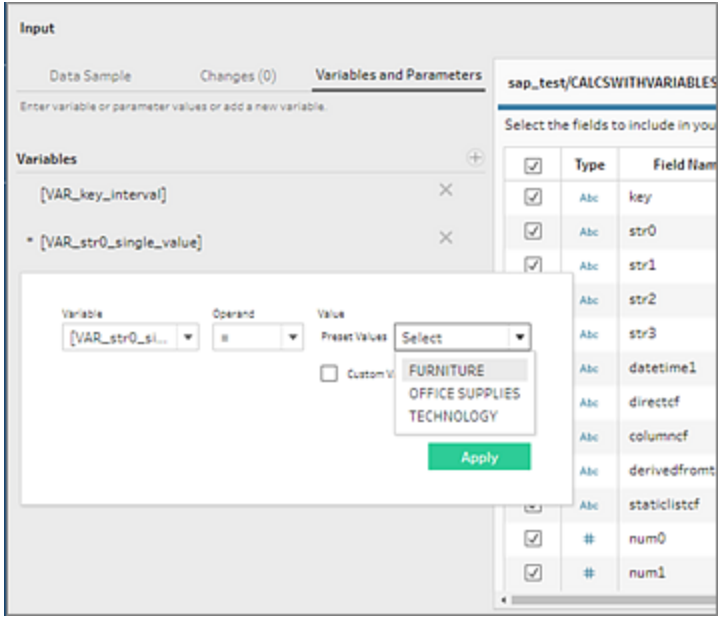 Input
Data Sample
Changes (0)
Variables and Parameters
Enter variable or parameter values or add a new variable.
Variables
[VAR_key_interval]
* [VAR_str0_single_value]
Variable
Operand
Value
[VAR_str0_si...
=
Preset Values
Select
Custom
FURNITURE
OFFICE SUPPLIES
TECHNOLOGY
Apply
sap_test/CALCSWITHVARIABLES
Select the fields to include in you
Type
Field Nam
Abc
key
Abc
str0
Abc
str1
Abc
str2
Abc
str3
Abc
datetime1
Abc
directcf
Abc
columncf
Abc
derivedfromt
Abc
staticlistcf
#
num0
#
num1